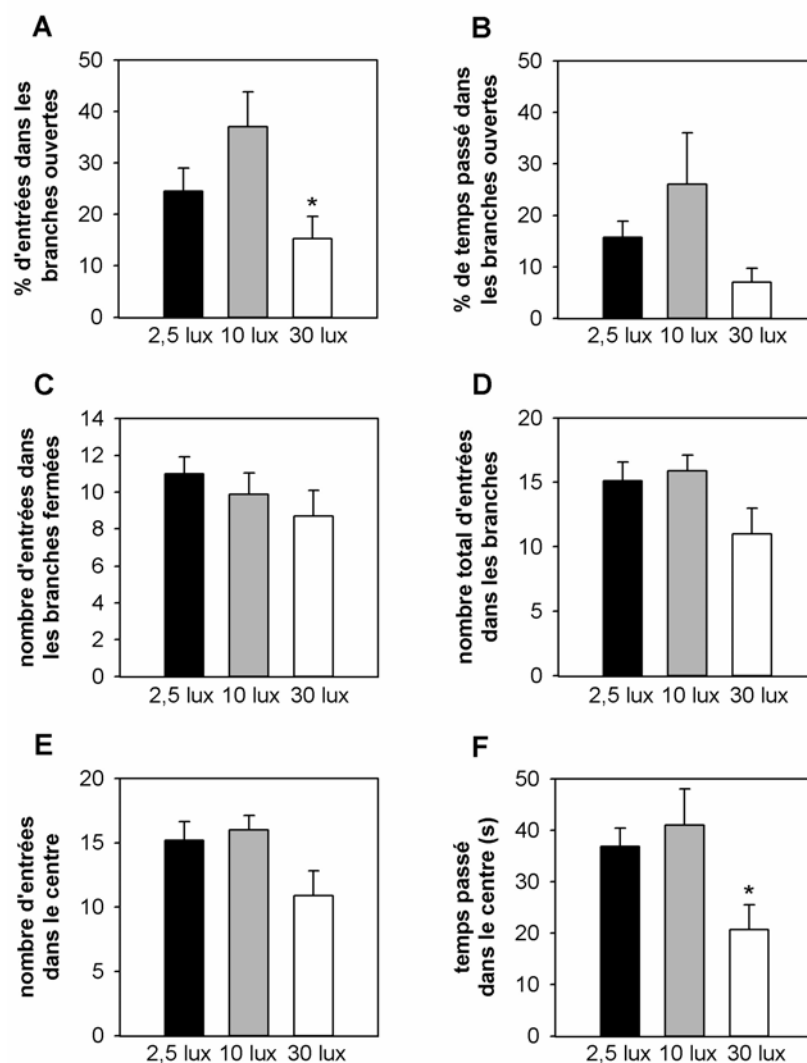 A
% d'entrées dans les
branches ouvertes
50
40
30
20
10
0
*
2,5 lux 10 lux 30 lux
B
% de temps passé dans
les branches ouvertes
50
40
30
20
10
0
2,5 lux 10 lux 30 lux
C
nombre d'entrées dans
les branches fermées
14
12
10
8
6
4
2
0
2,5 lux 10 lux 30 lux
D
nombre total d'entrées
dans les branches
20
15
10
5
0
2,5 lux 10 lux 30 lux
E
nombre d'entrées
dans le centre
20
15
10
5
0
2,5 lux 10 lux 30 lux
F
temps passé
dans le centre (s)
50
40
30
20
10
0
*
2,5 lux 10 lux 30 lux